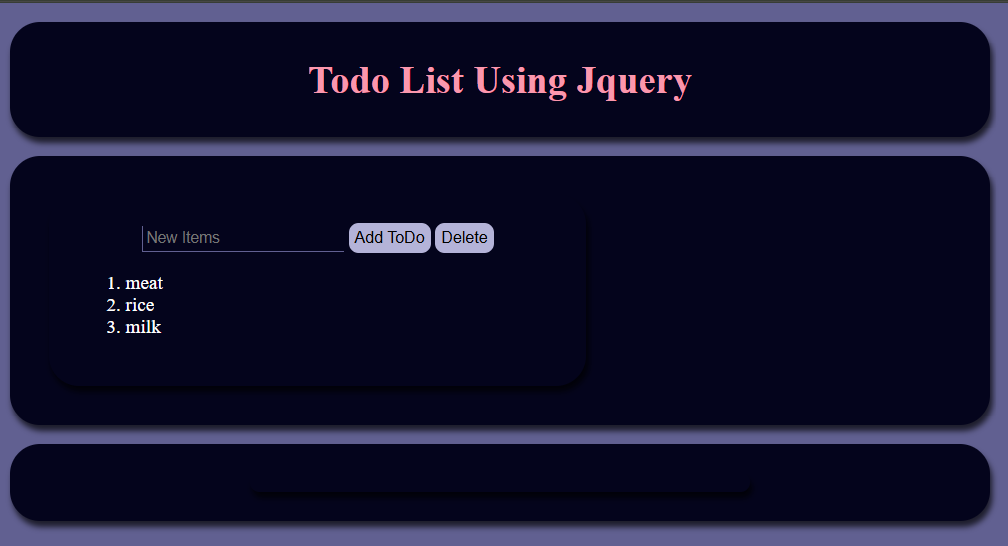 Todo List Using Jquery
New Items Add ToDo Delete
1. meat
2. rice
3. milk